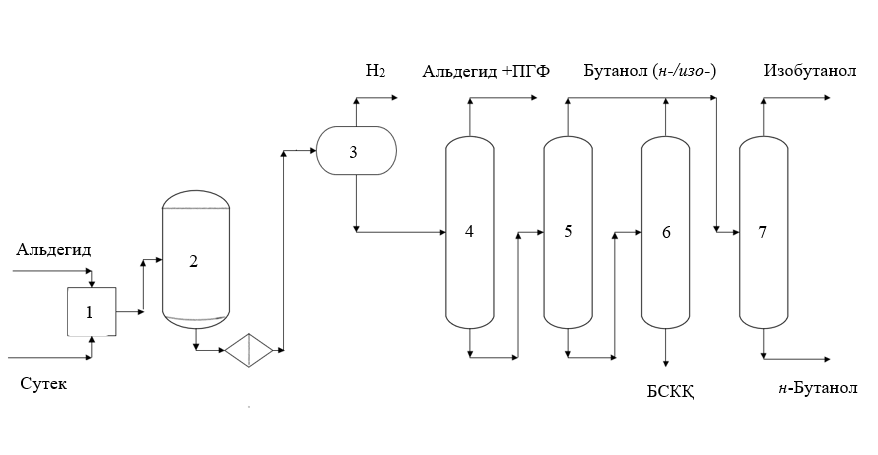 H₂
Альдегид +ПГФ
Бутанол (н-/изо-)
Изобутанол
3
4
5
6
7
2
Альдегид
1
Сутек
БСКҚ
н-Бутанол